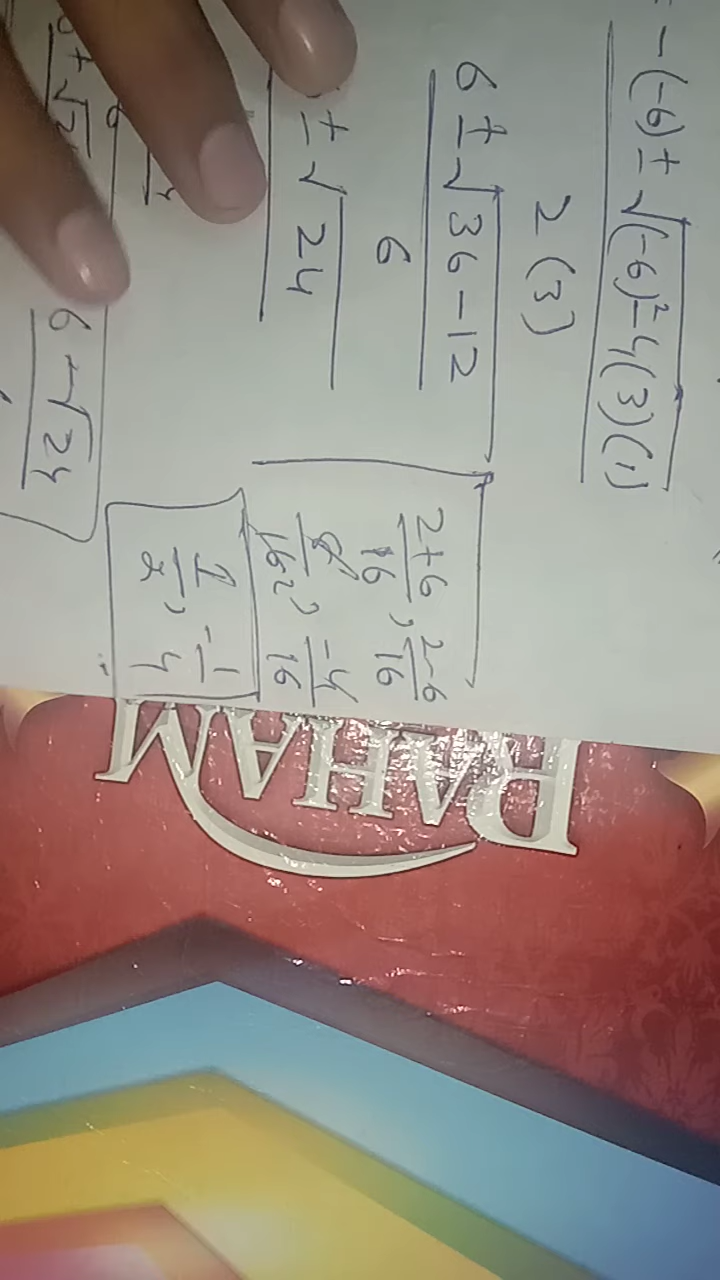 = -(-6) ± √(-6)² - 4(3)(1)
2(3)
6 ± √36-12
6
± √24
6 - √24
2+6 , 2-6
16 16
8 , -4
16 16
1 , -1
2 4
RAHAM